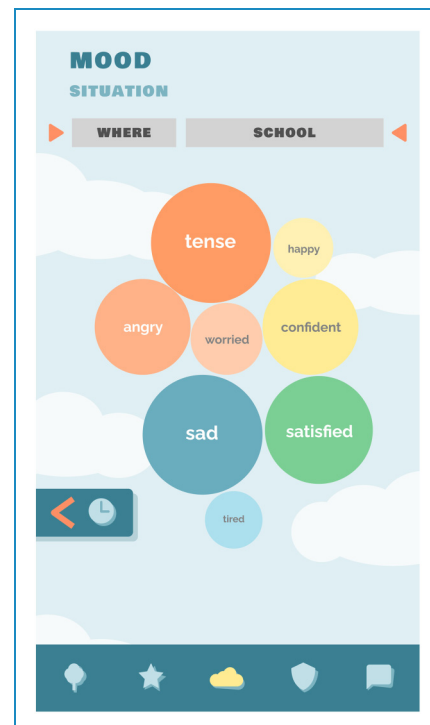 MOOD
SITUATION
WHERE SCHOOL
tense
happy
angry
worried
confident
sad
satisfied
tired